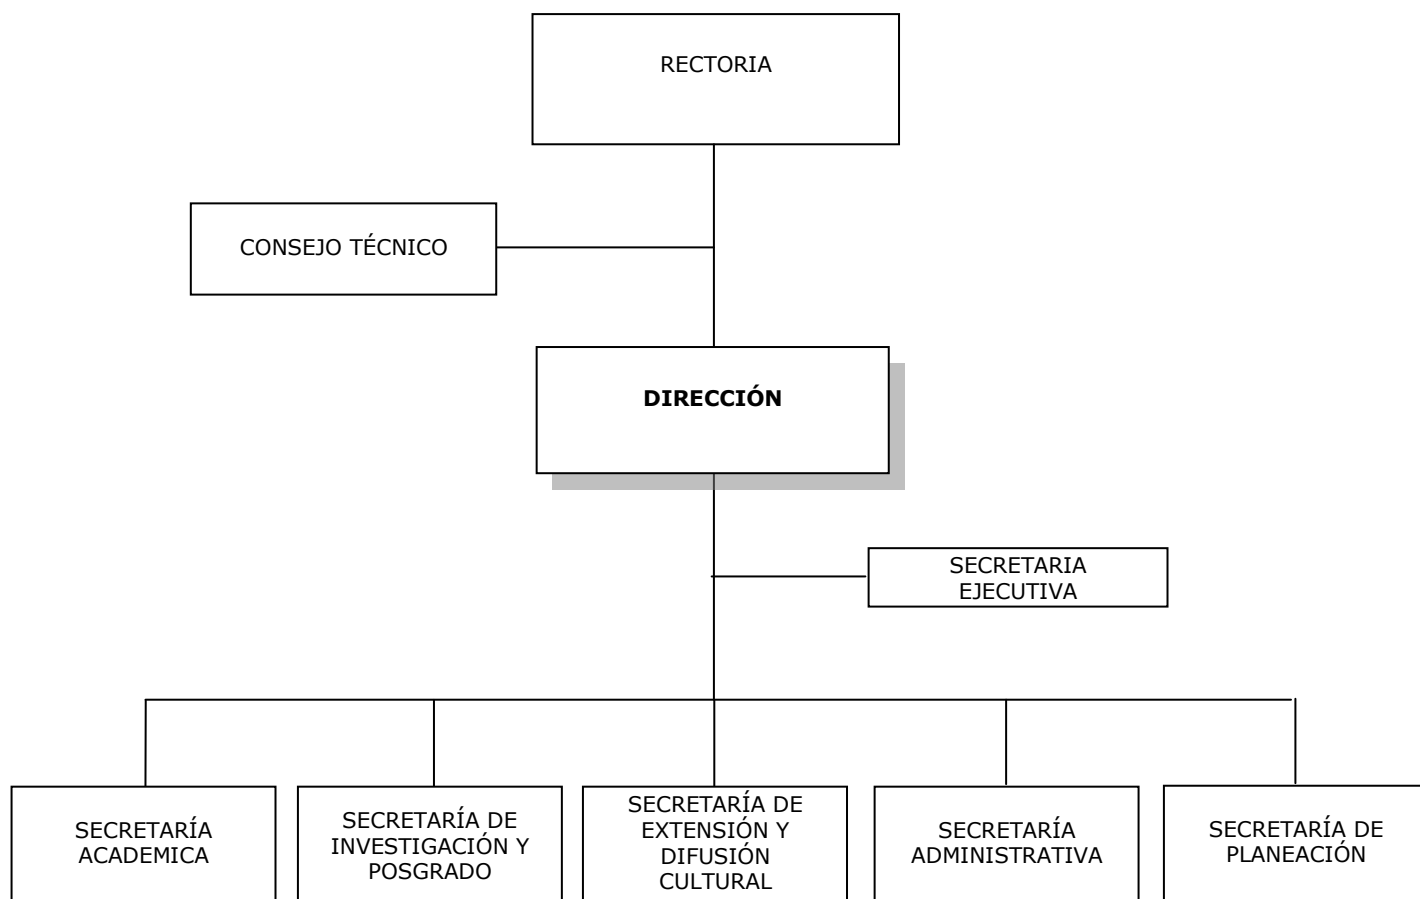 RECTORIA
CONSEJO TÉCNICO
DIRECCIÓN
SECRETARIA
EJECUTIVA
SECRETARÍA
ACADEMICA
SECRETARÍA DE
INVESTIGACIÓN Y
POSGRADO
SECRETARÍA DE
EXTENSIÓN Y
DIFUSIÓN
CULTURAL
SECRETARÍA
ADMINISTRATIVA
SECRETARÍA DE
PLANEACIÓN